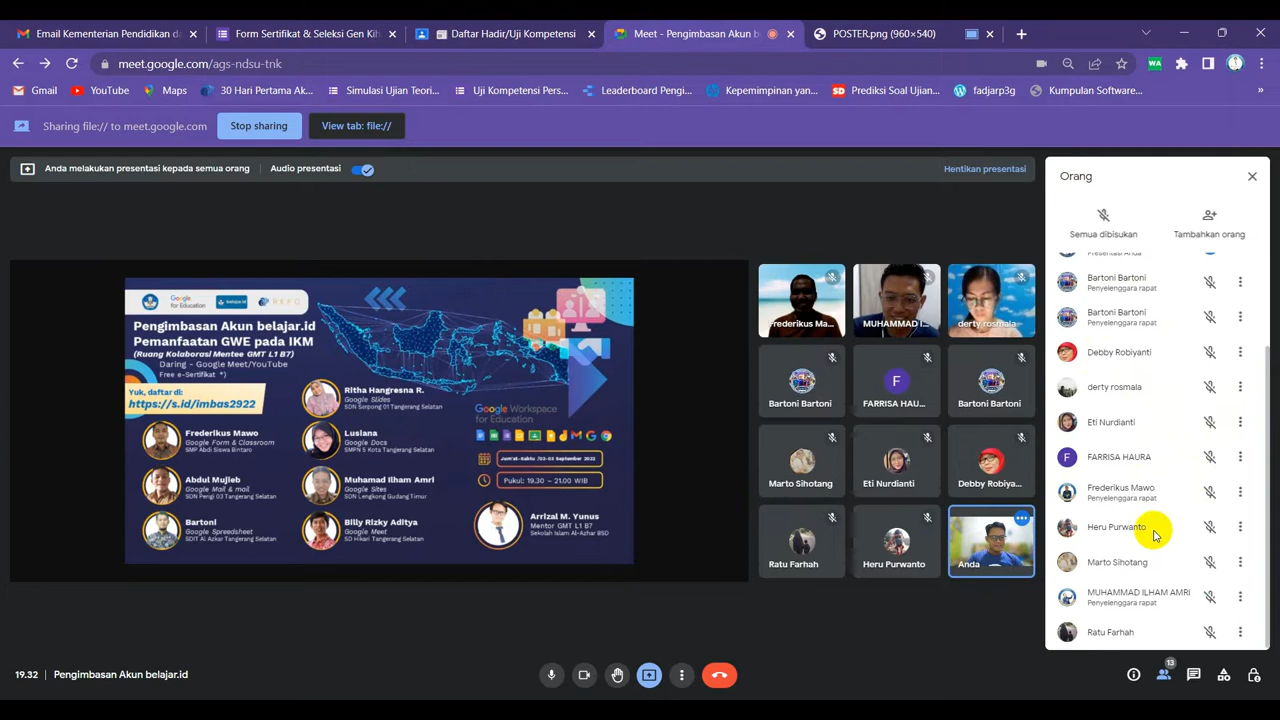 Email Kementerian Pendidikan da
Form Sertifikat & Seleksi Gen Kih
Daftar Hadir/Uji Kompetensi
Meet - Pengimbasan Akun b
POSTER.png (960×540)
meet.google.com/ags-ndsu-tnk
Gmail
YouTube
Maps
30 Hari Pertama Ak...
Simulasi Ujian Teori...
Uji Kompetensi Pers...
Leaderboard Pengi...
Kepemimpinan yan...
Prediksi Soal Ujian...
fadjarp3g
Kumpulan Software...
Sharing file:// to meet.google.com
Stop sharing
View tab: file://
Anda melakukan presentasi kepada semua orang
Audio presentasi
Hentikan presentasi
Google
for Education
belajar.id
Pengimbasan Akun belajar.id
Pemanfaatan GWE pada IKM
(Ruang Kolaborasi Mentee GMT L1 B7)
Daring - Google Meet/YouTube
Free e-Sertifikat *)
Yuk, daftar di:
https://s.id/imbas2922
Frederikus Mawo
Google Form & Classroom
SMP Abdi Siswa Bintaro
Abdul Mujieb
Google Mail & mail
SDN Pengi 03 Tangerang Selatan
Bartoni
Google Spreadsheet
SDIT Al Azkar Tangerang Selatan
Ritha Hangresna R.
Google Slides
SDN Serpong 01 Tangerang Selatan
Lusiana
Google Docs
SMPN 5 Kota Tangerang Selatan
Muhamad Ilham Amri
Google Sites
SDN Lengkong Gudang Timur
Billy Rizky Aditya
Google Meet
SD Hikari Tangerang Selatan
Google Workspace
for Education
Jum'at-Sabtu /02-03 September 2022
Pukul: 19.30 - 21.00 WIB
Arrizal M. Yunus
Mentor GMT L1 B7
Sekolah Islam Al-Azhar BSD
Frederikus Ma...
MUHAMMAD I...
derty rosmala
Bartoni Bartoni
F
FARRISA HAU...
Bartoni Bartoni
Marto Sihotang
Eti Nurdianti
Debby Robiya...
Ratu Farhah
Heru Purwanto
Anda
Orang
Semua dibisukan
Tambahkan orang
Presentasi Anda
Bartoni Bartoni
Penyelenggara rapat
Bartoni Bartoni
Penyelenggara rapat
Debby Robiyanti
derty rosmala
Eti Nurdianti
F
FARRISA HAURA
Frederikus Mawo
Penyelenggara rapat
Heru Purwanto
Marto Sihotang
MUHAMMAD ILHAM AMRI
Penyelenggara rapat
Ratu Farhah
19.32
Pengimbasan Akun belajar.id
13